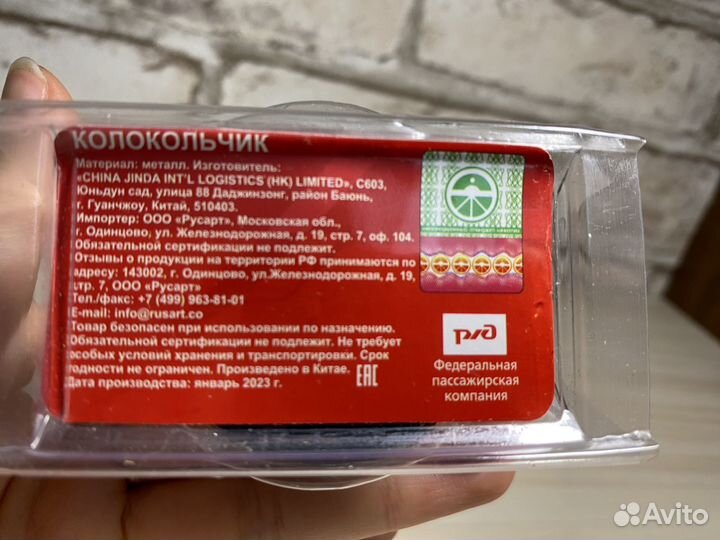 КОЛОКОЛЬЧИК
Материал: металл. Изготовитель:
«CHINA JINDA INT'L LOGISTICS (HK) LIMITED», C603,
Юньдун сад, улица 88 Даджинзонг, район Баюнь,
г. Гуанчжоу, Китай, 510403.
Импортер: ООО «Русарт», Московская обл.,
г. Одинцово, ул. Железнодорожная, д. 19, стр. 7, оф. 104.
Обязательной сертификации не подлежит.
Отзывы о продукции на территории РФ принимаются по
адресу: 143002, г. Одинцово, ул.Железнодорожная, д. 19,
стр. 7, ООО «Русарт»
Тел./факс: +7 (499) 963-81-01
E-mail: info@rusart.co
Товар безопасен при использовании по назначению.
Обязательной сертификации не подлежит. Не требует
особых условий хранения и транспортировки. Срок
годности не ограничен. Произведено в Китае.
Дата производства: январь 2023 г.
EAC
ржд
Федеральная
пассажирская
компания
Avito